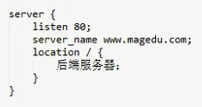 server {
    listen 80;
    server_name www.magedu.com;
    location / {
        后端服务器;
    }
}